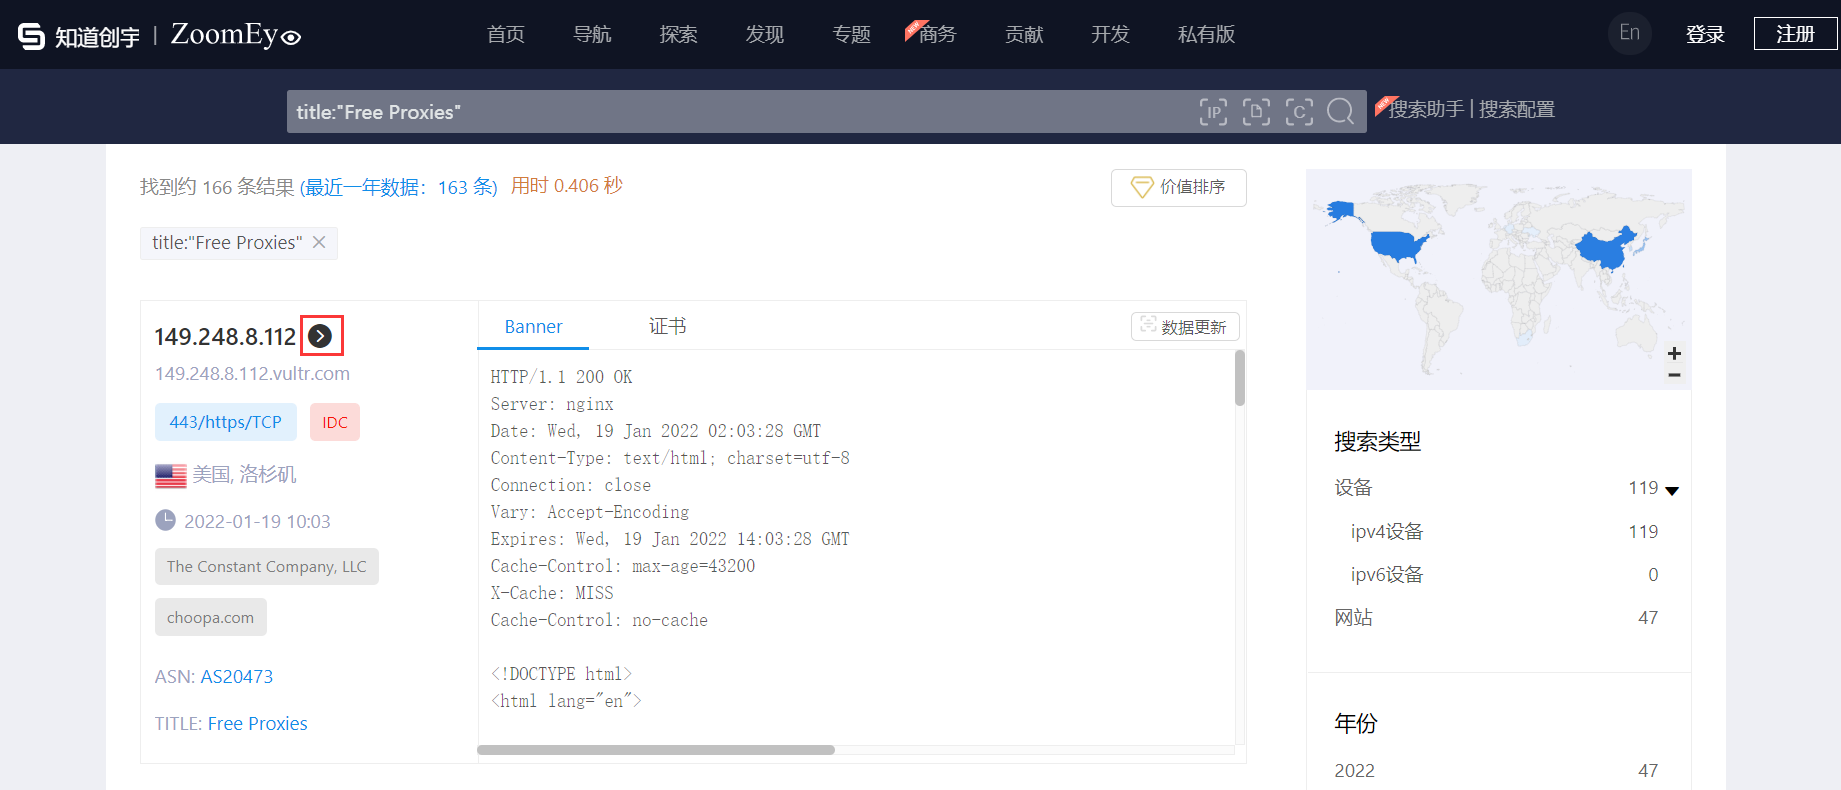 知道创宇 | ZoomEye
首页 导航 探索 发现 专题 NEW 商务 贡献 开发 私有版 En 登录 注册
title:"Free Proxies" IP D C NEW 搜索助手 | 搜索配置
找到约 166 条结果 (最近一年数据：163 条) 用时 0.406 秒
价值排序
title:"Free Proxies" ×
149.248.8.112
149.248.8.112.vultr.com
443/https/TCP IDC
美国, 洛杉矶
2022-01-19 10:03
The Constant Company, LLC
choopa.com
ASN: AS20473
TITLE: Free Proxies
Banner 证书 数据更新
HTTP/1.1 200 OK
Server: nginx
Date: Wed, 19 Jan 2022 02:03:28 GMT
Content-Type: text/html; charset=utf-8
Connection: close
Vary: Accept-Encoding
Expires: Wed, 19 Jan 2022 14:03:28 GMT
Cache-Control: max-age=43200
X-Cache: MISS
Cache-Control: no-cache
<!DOCTYPE html>
<html lang="en">
+
−
搜索类型
设备 119
ipv4设备 119
ipv6设备 0
网站 47
年份
2022 47